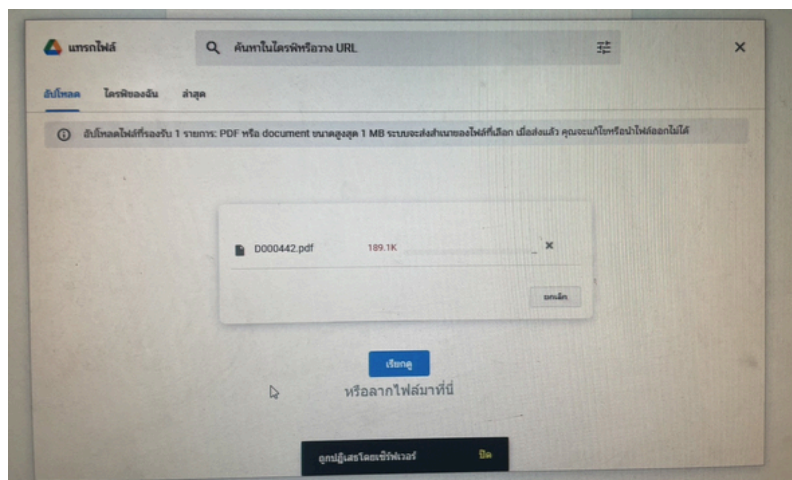 แทรกไฟล์
ค้นหาในไดรฟ์หรือวาง URL
อัปโหลด ไดรฟ์ของฉัน ล่าสุด
อัปโหลดไฟล์ที่รองรับ 1 รายการ: PDF หรือ document ขนาดสูงสุด 1 MB ระบบจะส่งสำเนาของไฟล์ที่เลือก เมื่อส่งแล้ว คุณจะแก้ไขหรือนำไฟล์ออกไม่ได้
D000442.pdf 189.1K
ยกเลิก
เรียกดู
หรือลากไฟล์มาที่นี่
ถูกปฏิเสธโดยเซิร์ฟเวอร์ ปิด